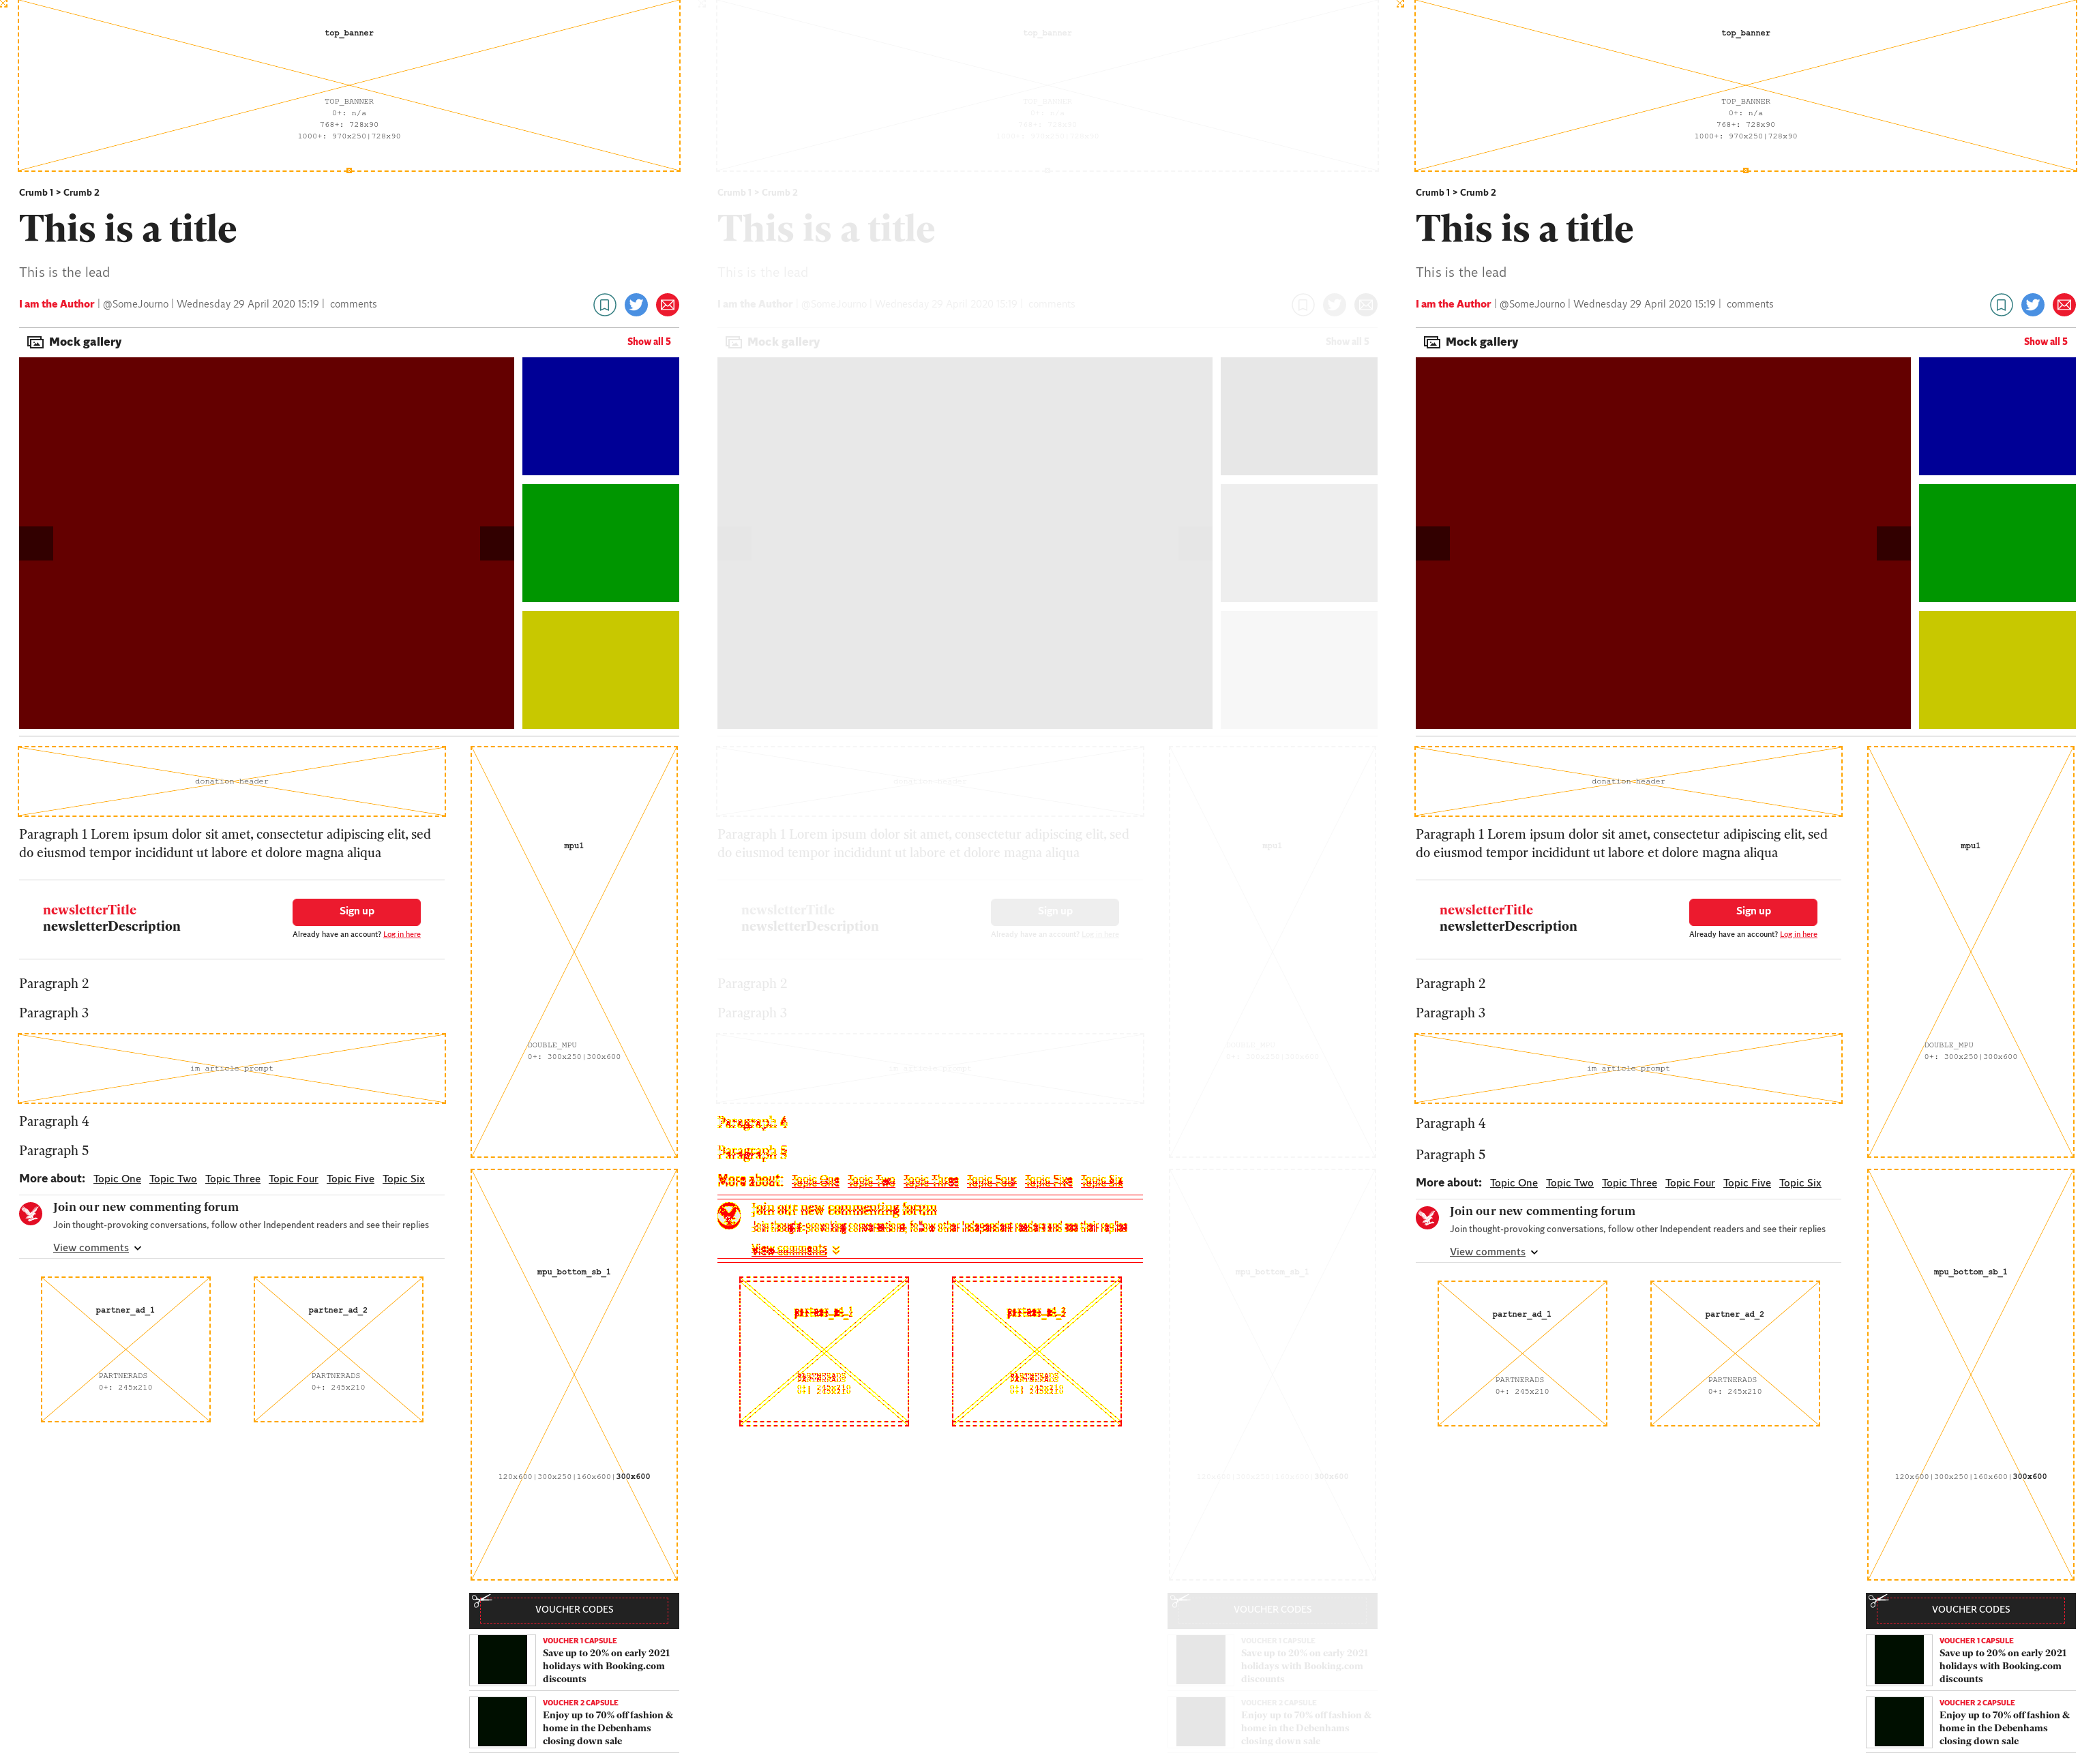 top_banner
TOP_BANNER
0+: n/a
768+: 728x90
1000+: 970x250|728x90
Crumb 1 > Crumb 2
This is a title
This is the lead
I am the Author | @SomeJourno | Wednesday 29 April 2020 15:19 | comments
Mock gallery
Show all 5
donation header
Paragraph 1 Lorem ipsum dolor sit amet, consectetur adipiscing elit, sed
do eiusmod tempor incididunt ut labore et dolore magna aliqua
newsletterTitle
newsletterDescription
Sign up
Already have an account? Log in here
Paragraph 2
Paragraph 3
im article prompt
Paragraph 4
Paragraph 5
More about: Topic One Topic Two Topic Three Topic Four Topic Five Topic Six
Join our new commenting forum
Join thought-provoking conversations, follow other Independent readers and see their replies
View comments
partner_ad_1
PARTNERADS
0+: 245x210
partner_ad_2
PARTNERADS
0+: 245x210
mpu1
DOUBLE_MPU
0+: 300x250|300x600
mpu_bottom_sb_1
120x600|300x250|160x600|300x600
VOUCHER CODES
VOUCHER 1 CAPSULE
Save up to 20% on early 2021
holidays with Booking.com
discounts
VOUCHER 2 CAPSULE
Enjoy up to 70% off fashion &
home in the Debenhams
closing down sale
top_banner
TOP_BANNER
0+: n/a
768+: 728x90
1000+: 970x250|728x90
Crumb 1 > Crumb 2
This is a title
This is the lead
I am the Author | @SomeJourno | Wednesday 29 April 2020 15:19 | comments
Mock gallery
Show all 5
donation header
Paragraph 1 Lorem ipsum dolor sit amet, consectetur adipiscing elit, sed
do eiusmod tempor incididunt ut labore et dolore magna aliqua
newsletterTitle
newsletterDescription
Sign up
Already have an account? Log in here
Paragraph 2
Paragraph 3
im article prompt
Paragraph 4
Paragraph 5
More about: Topic One Topic Two Topic Three Topic Four Topic Five Topic Six
Join our new commenting forum
View comments
partner_ad_1
partner_ad_2
mpu1
DOUBLE_MPU
0+: 300x250|300x600
mpu_bottom_sb_1
120x600|300x250|160x600|300x600
VOUCHER CODES
VOUCHER 1 CAPSULE
Save up to 20% on early 2021
holidays with Booking.com
discounts
VOUCHER 2 CAPSULE
Enjoy up to 70% off fashion &
home in the Debenhams
closing down sale
top_banner
TOP_BANNER
0+: n/a
768+: 728x90
1000+: 970x250|728x90
Crumb 1 > Crumb 2
This is a title
This is the lead
I am the Author | @SomeJourno | Wednesday 29 April 2020 15:19 | comments
Mock gallery
Show all 5
donation header
Paragraph 1 Lorem ipsum dolor sit amet, consectetur adipiscing elit, sed
do eiusmod tempor incididunt ut labore et dolore magna aliqua
newsletterTitle
newsletterDescription
Sign up
Already have an account? Log in here
Paragraph 2
Paragraph 3
im article prompt
Paragraph 4
Paragraph 5
More about: Topic One Topic Two Topic Three Topic Four Topic Five Topic Six
Join our new commenting forum
Join thought-provoking conversations, follow other Independent readers and see their replies
View comments
partner_ad_1
PARTNERADS
0+: 245x210
partner_ad_2
PARTNERADS
0+: 245x210
mpu1
DOUBLE_MPU
0+: 300x250|300x600
mpu_bottom_sb_1
120x600|300x250|160x600|300x600
VOUCHER CODES
VOUCHER 1 CAPSULE
Save up to 20% on early 2021
holidays with Booking.com
discounts
VOUCHER 2 CAPSULE
Enjoy up to 70% off fashion &
home in the Debenhams
closing down sale